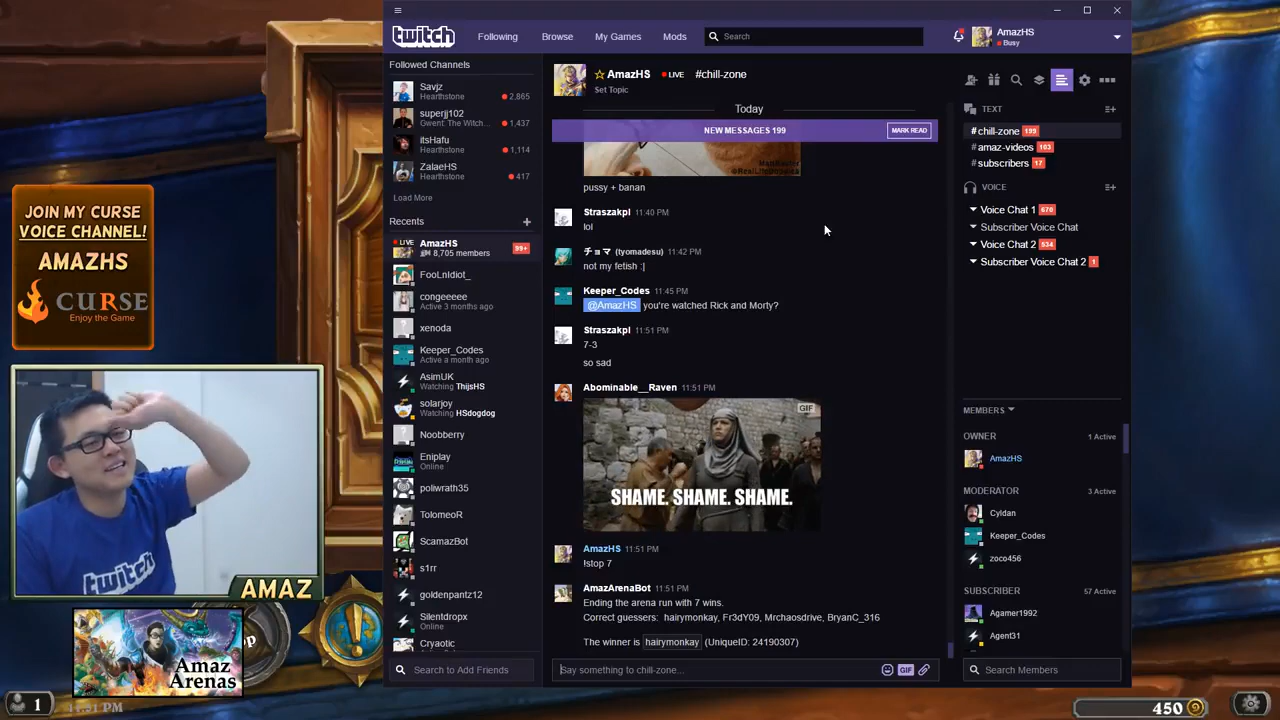 twitch
Following
Browse
My Games
Mods
Search
AmazHS
Busy
Followed Channels
Savjz
Hearthstone
2,865
superjj102
Gwent: The Witch...
1,437
itsHafu
Hearthstone
1,114
ZalaeHS
Hearthstone
417
Load More
Recents
LIVE
AmazHS
8,705 members
99+
FooLnIdiot_
congeeeee
Active 3 months ago
xenoda
Keeper_Codes
Active a month ago
AsimUK
Watching ThijsHS
solarjoy
Watching HSdogdog
Noobberry
Eniplay
Online
poliwrath35
TolomeoR
ScamazBot
s1rr
goldenpantz12
Silentdropx
Online
Cryaotic
Search to Add Friends
AmazHS
LIVE
#chill-zone
Set Topic
Today
NEW MESSAGES 199
MARK READ
pussy + banan
Straszakpl 11:40 PM
lol
チョマ (tyomadesu) 11:42 PM
not my fetish :|
Keeper_Codes 11:45 PM
@AmazHS you're watched Rick and Morty?
Straszakpl 11:51 PM
7-3
so sad
Abominable__Raven 11:51 PM
GIF
SHAME. SHAME. SHAME.
AmazHS 11:51 PM
!stop 7
AmazArenaBot 11:51 PM
Ending the arena run with 7 wins.
Correct guessers: hairymonkay, Fr3dY09, Mrchaosdrive, BryanC_316
The winner is hairymonkay (UniqueID: 24190307)
Say something to chill-zone...
GIF
TEXT
#chill-zone 199
#amaz-videos 103
#subscribers 17
VOICE
Voice Chat 1 670
Subscriber Voice Chat
Voice Chat 2 534
Subscriber Voice Chat 2 1
MEMBERS
OWNER
1 Active
AmazHS
MODERATOR
3 Active
Cyldan
Keeper_Codes
zoco456
SUBSCRIBER
57 Active
Agamer1992
Agent31
Search Members
JOIN MY CURSE
VOICE CHANNEL!
AMAZHS
CURSE
Enjoy the Game
twitch
AMAZ
Amaz
Arenas
1
11:51 PM
450